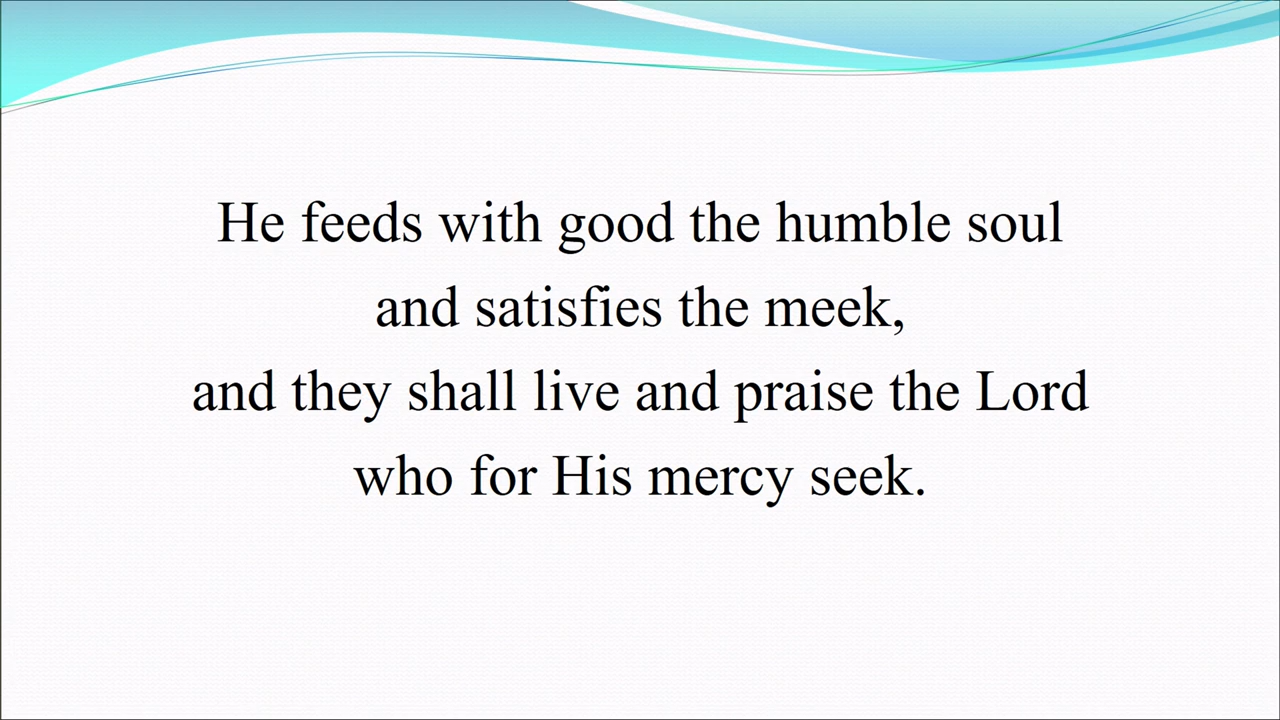 He feeds with good the humble soul
and satisfies the meek,
and they shall live and praise the Lord
who for His mercy seek.